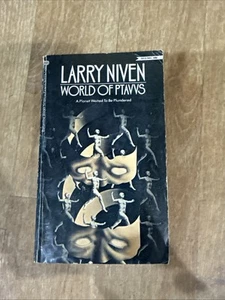 LARRY NIVEN
WORLD OF PTAVVS
A Planet Waited To Be Plundered